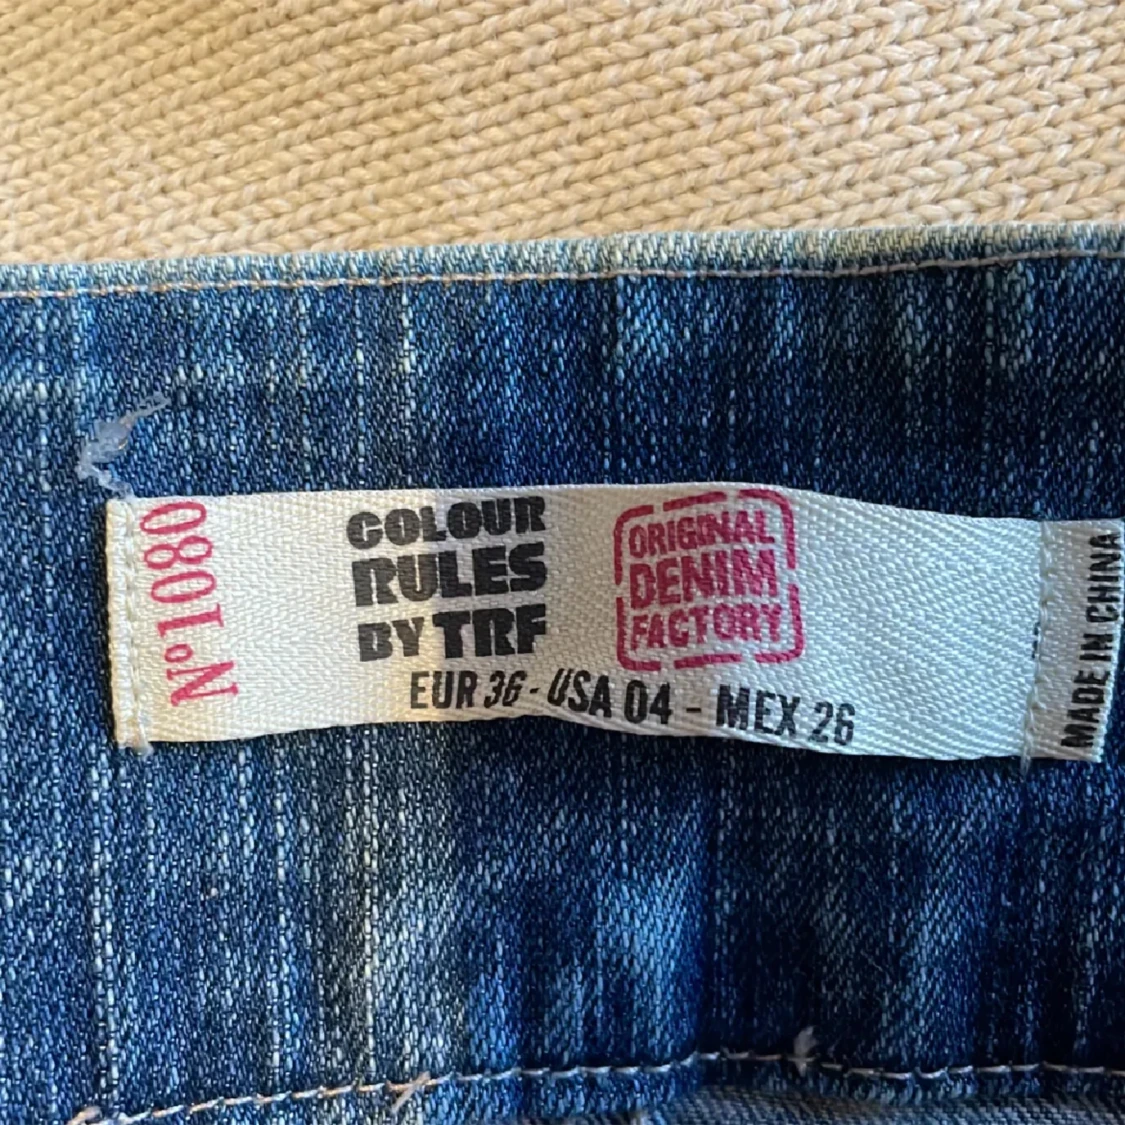 Nº1080
COLOUR
RULES
BY TRF
ORIGINAL
DENIM
FACTORY
EUR 36 - USA 04 - MEX 26
MADE IN CHINA